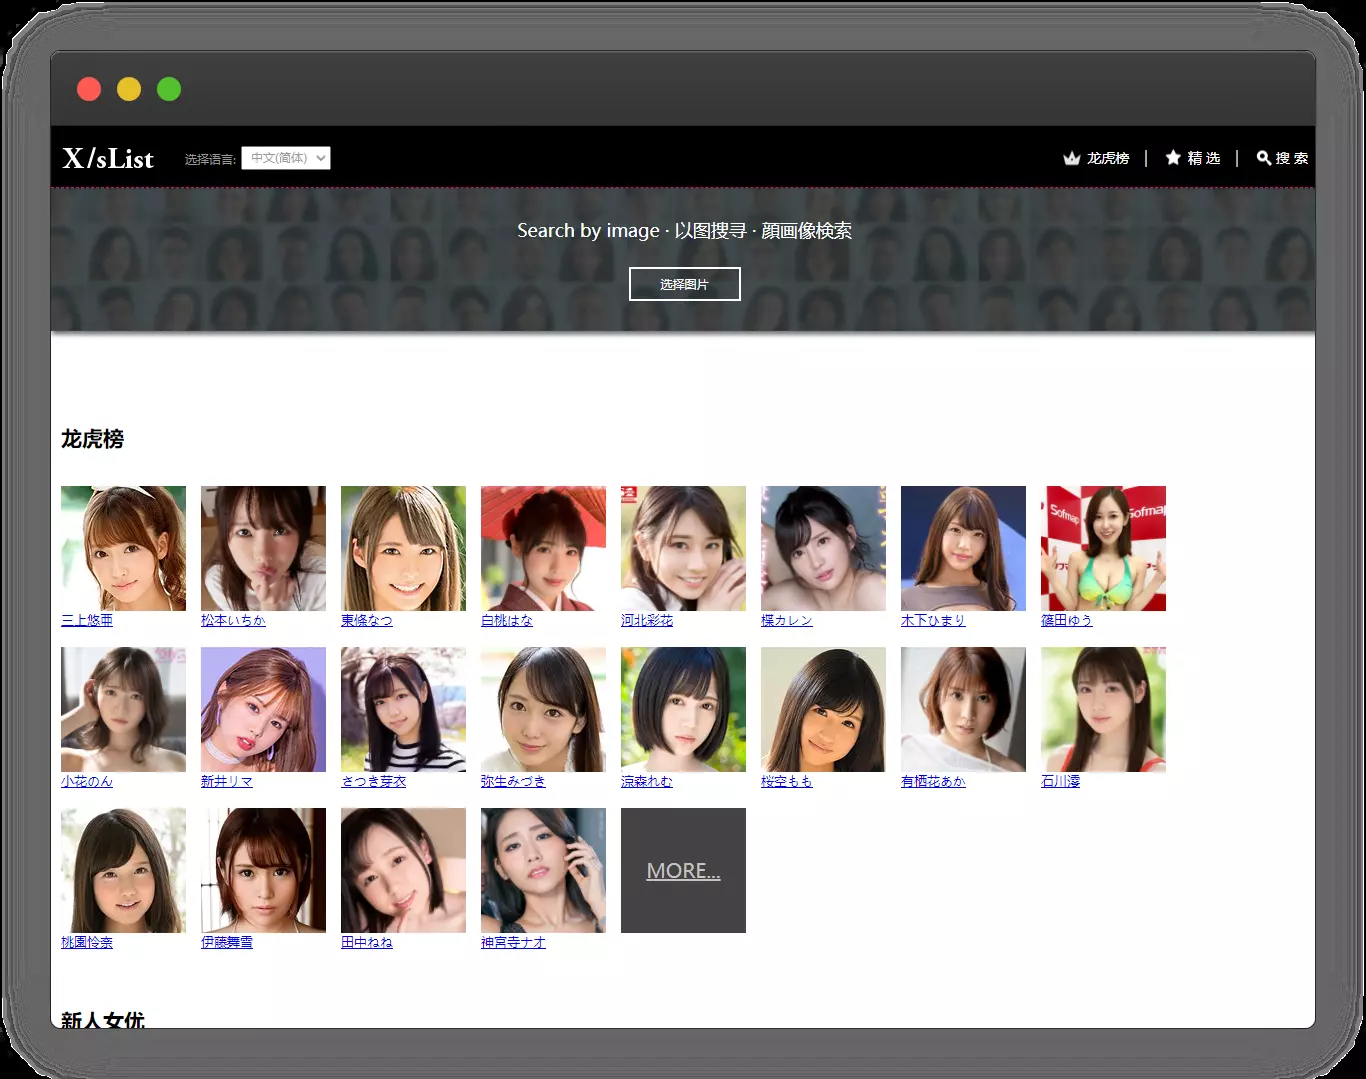 X/sList
选择语言: 中文(简体)
龙虎榜 | 精 选 | 搜 索
Search by image · 以图搜寻 · 顔画像検索
选择图片
龙虎榜
三上悠亜 松本いちか 東條なつ 白桃はな 河北彩花 楪カレン 木下ひまり 篠田ゆう
Sofmap Sofmap
小花のん 新井リマ さつき芽衣 弥生みづき 涼森れむ 桜空もも 有栖花あか 石川澪
桃園怜奈 伊藤舞雪 田中ねね 神宮寺ナオ MORE...
新人女优